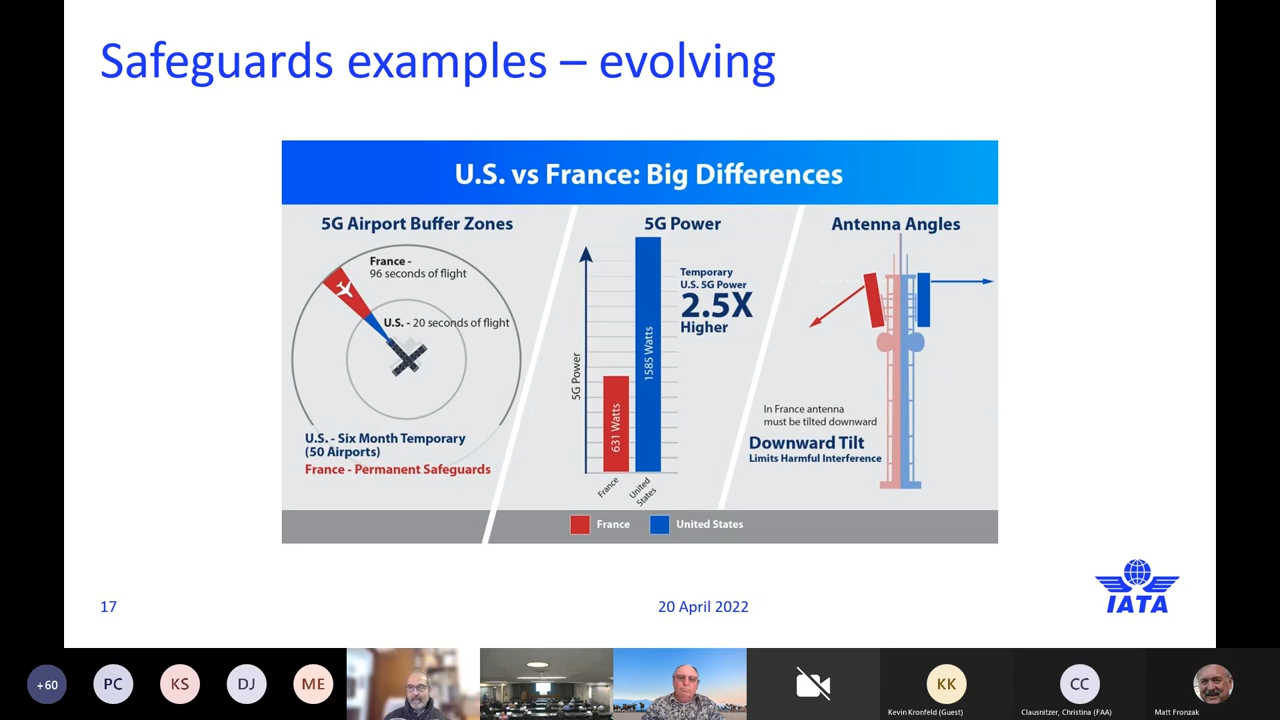 Safeguards examples – evolving
U.S. vs France: Big Differences
5G Airport Buffer Zones
France -
96 seconds of flight
U.S. - 20 seconds of flight
U.S. - Six Month Temporary
(50 Airports)
France - Permanent Safeguards
5G Power
5G Power
631 Watts
1585 Watts
France
United
States
Temporary
U.S. 5G Power
2.5X
Higher
Antenna Angles
In France antenna
must be tilted downward
Downward Tilt
Limits Harmful Interference
France
United States
17
20 April 2022
IATA
+60
PC
KS
DJ
ME
KK
Kevin Kronfeld (Guest)
CC
Clausnitzer, Christina (FAA)
Matt Fronzak